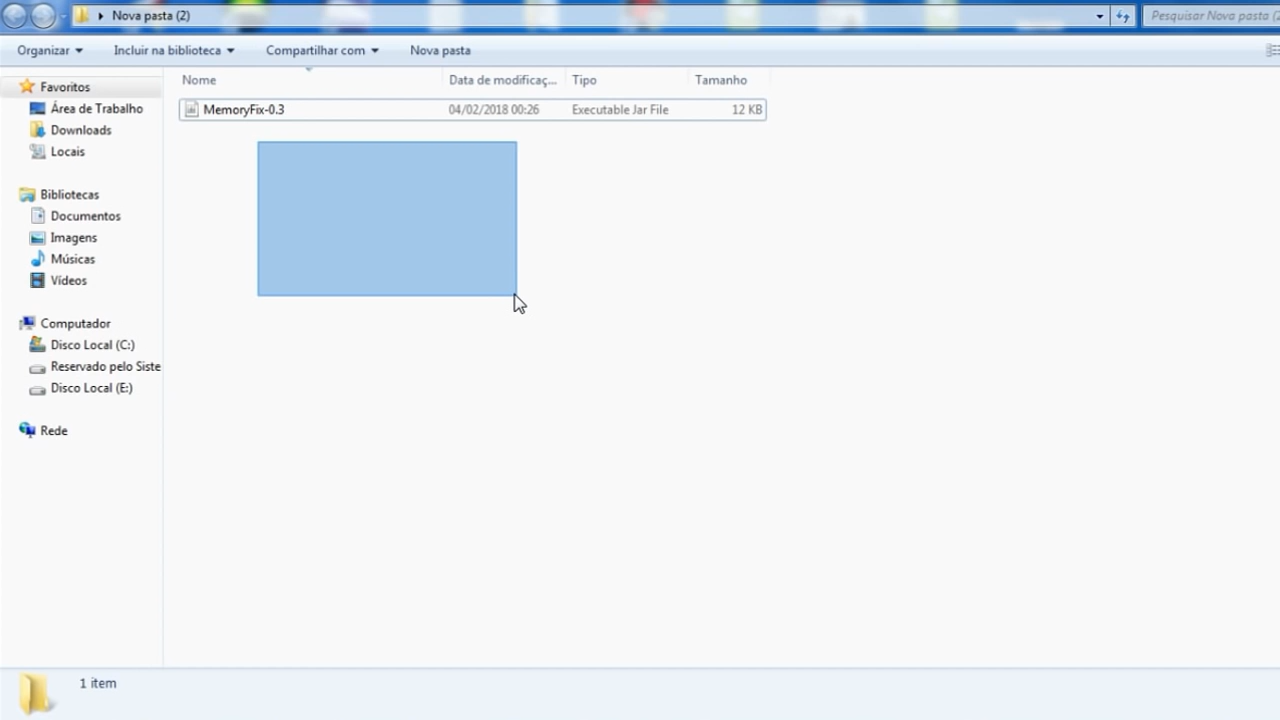 Nova pasta (2)
Pesquisar Nova pasta (2
Organizar
Incluir na biblioteca
Compartilhar com
Nova pasta
Nome
Data de modificaç...
Tipo
Tamanho
MemoryFix-0.3
04/02/2018 00:26
Executable Jar File
12 KB
Favoritos
Área de Trabalho
Downloads
Locais
Bibliotecas
Documentos
Imagens
Músicas
Vídeos
Computador
Disco Local (C:)
Reservado pelo Siste
Disco Local (E:)
Rede
1 item